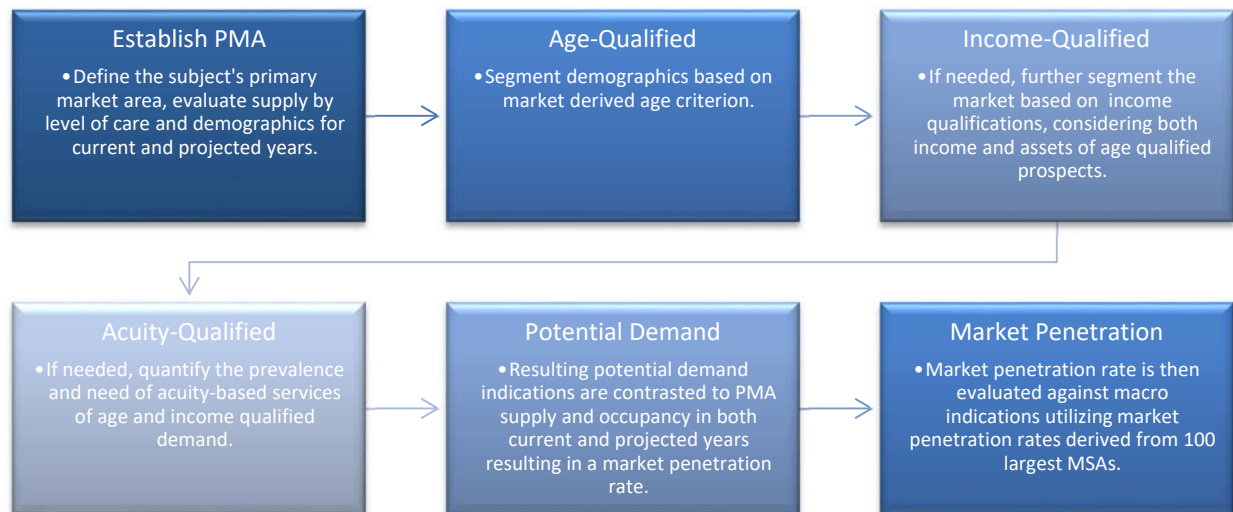 Establish PMA
•Define the subject's primary
market area, evaluate supply by
level of care and demographics for
current and projected years.
Age-Qualified
•Segment demographics based on
market derived age criterion.
Income-Qualified
•If needed, further segment the
market based on income
qualifications, considering both
income and assets of age qualified
prospects.
Acuity-Qualified
•If needed, quantify the prevalence
and need of acuity-based services
of age and income qualified
demand.
Potential Demand
•Resulting potential demand
indications are contrasted to PMA
supply and occupancy in both
current and projected years
resulting in a market penetration
rate.
Market Penetration
•Market penetration rate is then
evaluated against macro
indications utilizing market
penetration rates derived from 100
largest MSAs.